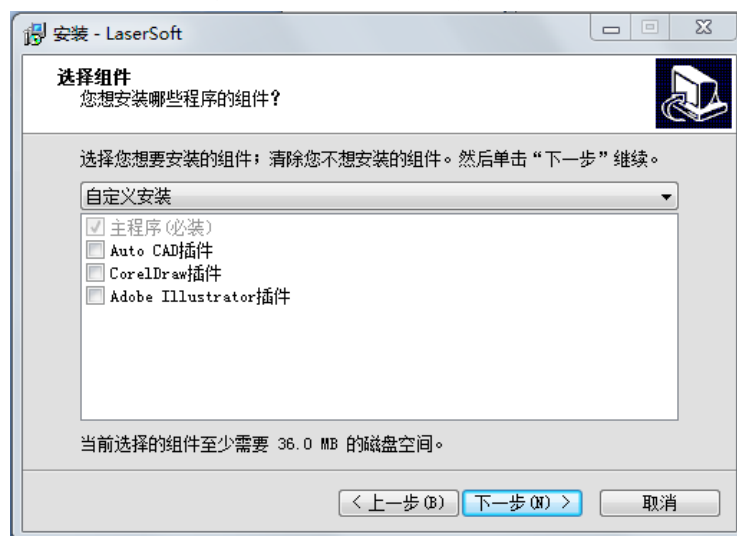 安装 - LaserSoft
选择组件
您想安装哪些程序的组件?
选择您想要安装的组件；清除您不想安装的组件。然后单击“下一步”继续。
自定义安装
主程序(必装)
Auto CAD插件
CorelDraw插件
Adobe Illustrator插件
当前选择的组件至少需要 36.0 MB 的磁盘空间。
< 上一步(B) 下一步(N) > 取消